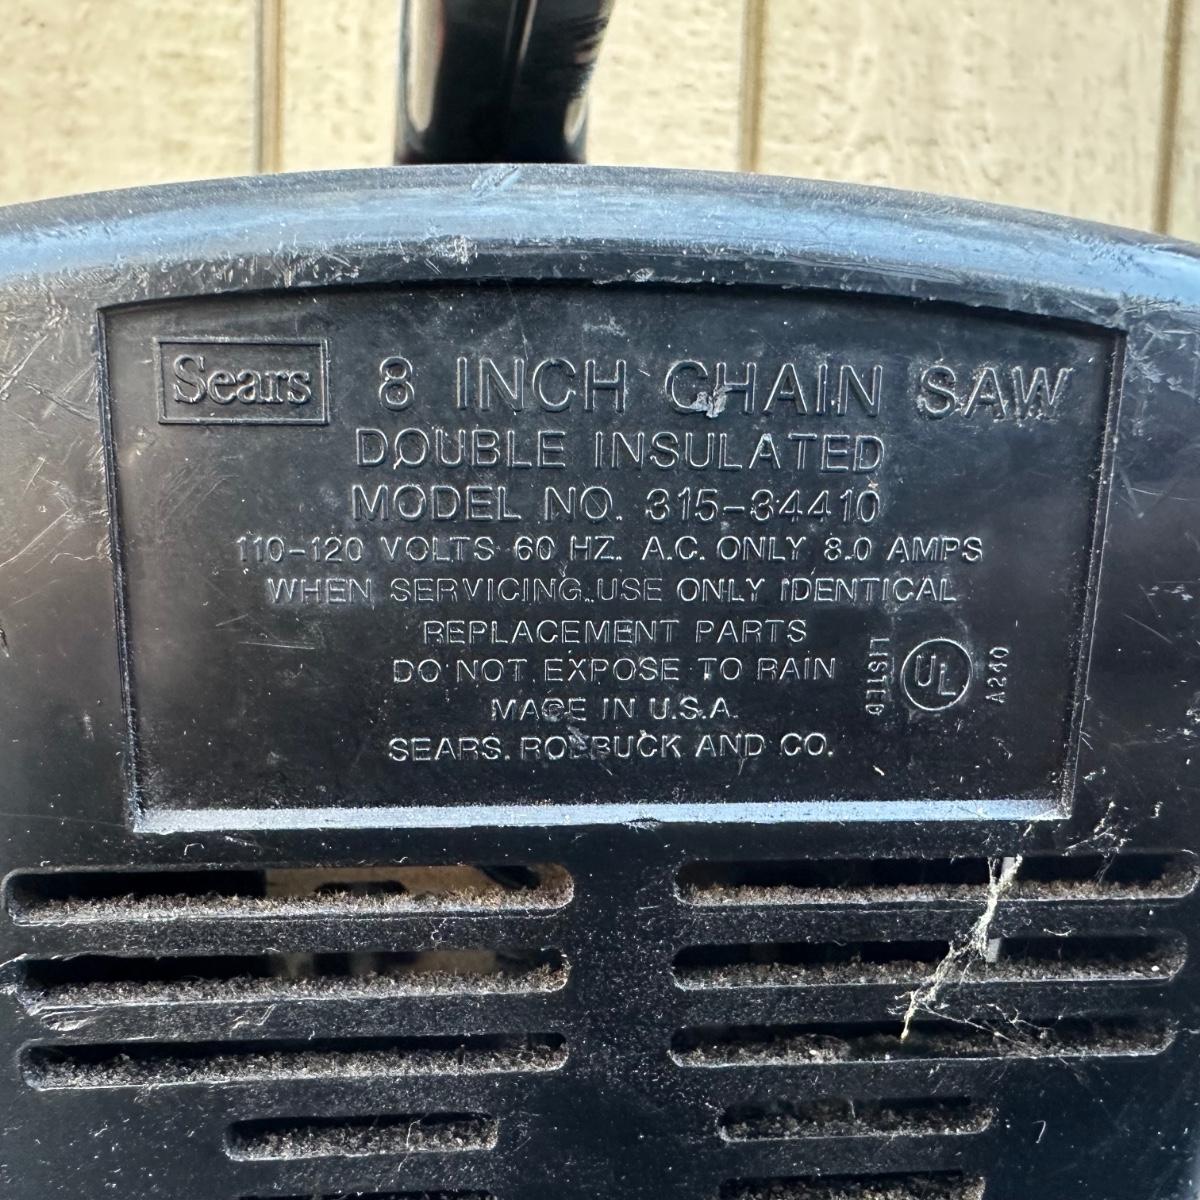 Sears 8 INCH CHAIN SAW
DOUBLE INSULATED
MODEL NO. 315-34410
110-120 VOLTS 60 HZ. A.C. ONLY 8.0 AMPS
WHEN SERVICING, USE ONLY IDENTICAL
REPLACEMENT PARTS
DO NOT EXPOSE TO RAIN
MADE IN U.S.A.
SEARS, ROEBUCK AND CO.
LISTED
UL
A240